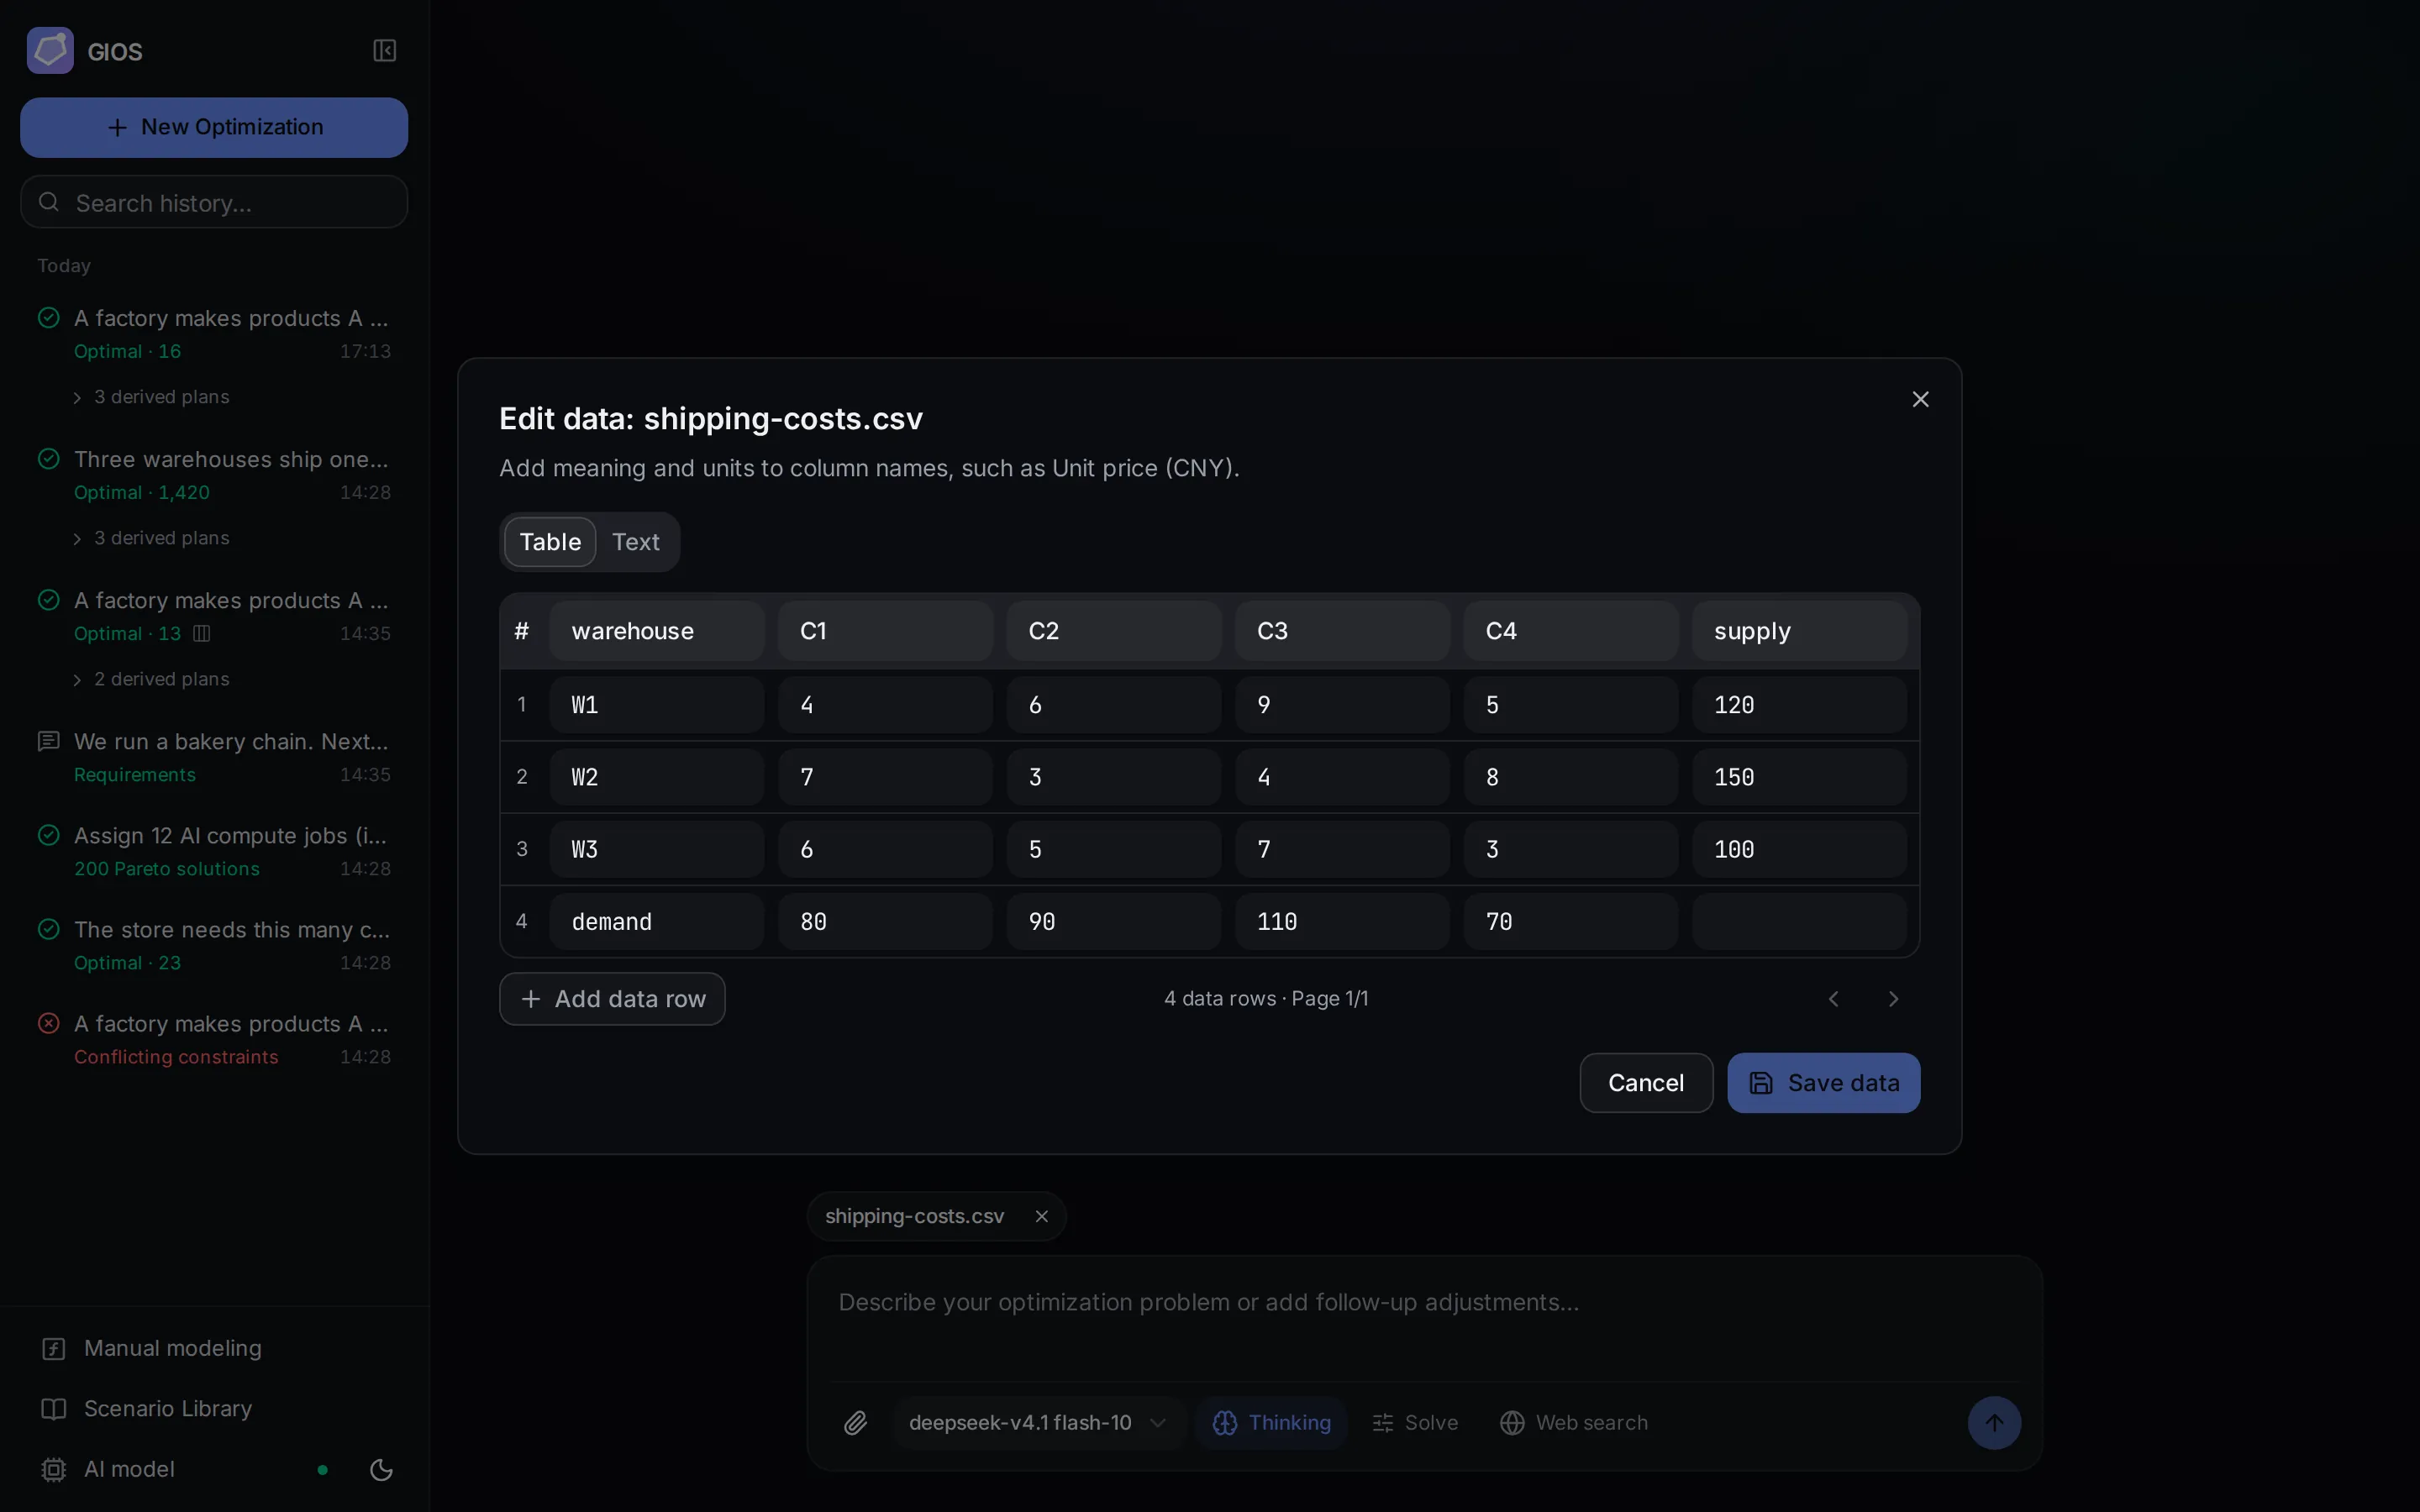 GIOS
New Optimization
Search history...
Today
A factory makes products A ...
Optimal · 16 17:13
3 derived plans
Three warehouses ship one...
Optimal · 1,420 14:28
3 derived plans
A factory makes products A ...
Optimal · 13 14:35
2 derived plans
We run a bakery chain. Next...
Requirements 14:35
Assign 12 AI compute jobs (i...
200 Pareto solutions 14:28
The store needs this many c...
Optimal · 23 14:28
A factory makes products A ...
Conflicting constraints 14:28
Manual modeling
Scenario Library
AI model
Edit data: shipping-costs.csv
Add meaning and units to column names, such as Unit price (CNY).
Table Text
# warehouse C1 C2 C3 C4 supply
1 W1 4 6 9 5 120
2 W2 7 3 4 8 150
3 W3 6 5 7 3 100
4 demand 80 90 110 70
Add data row 4 data rows · Page 1/1
Cancel Save data
shipping-costs.csv
Describe your optimization problem or add follow-up adjustments...
deepseek-v4.1 flash-10 Thinking Solve Web search